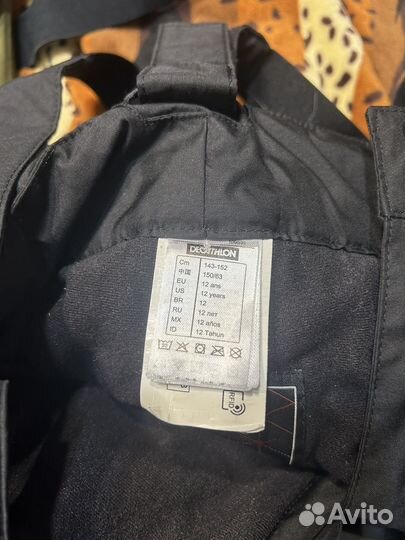 DECATHLON
Cm 143-152
中国 150/63
EU 12 ans
US 12 years
BR 12
RU 12 лет
MX 12 años
ID 12 Tahun
RFID
Avito